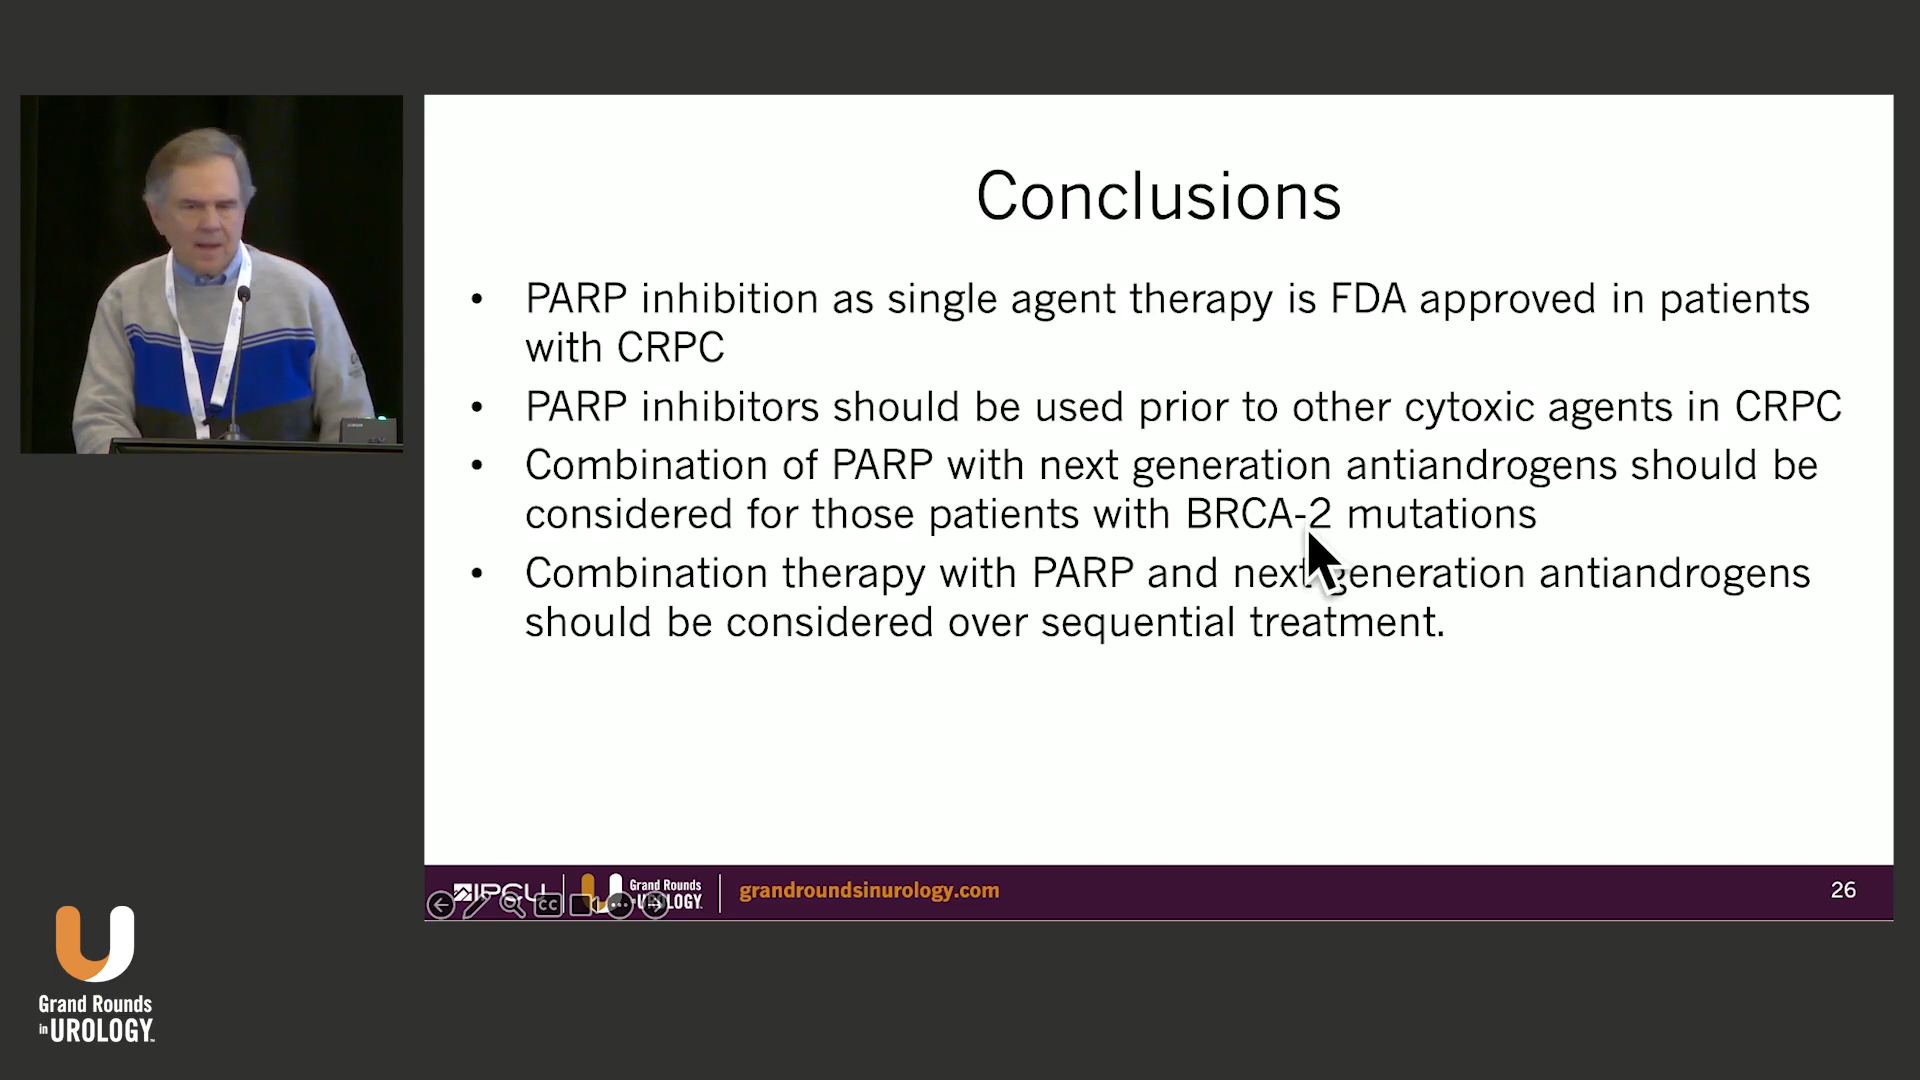 Conclusions
• PARP inhibition as single agent therapy is FDA approved in patients
with CRPC
• PARP inhibitors should be used prior to other cytoxic agents in CRPC
• Combination of PARP with next generation antiandrogens should be
considered for those patients with BRCA-2 mutations
• Combination therapy with PARP and next generation antiandrogens
should be considered over sequential treatment.
IPCU
Grand Rounds
in UROLOGY
grandroundsinurology.com
26
CC
Grand Rounds
in UROLOGY™